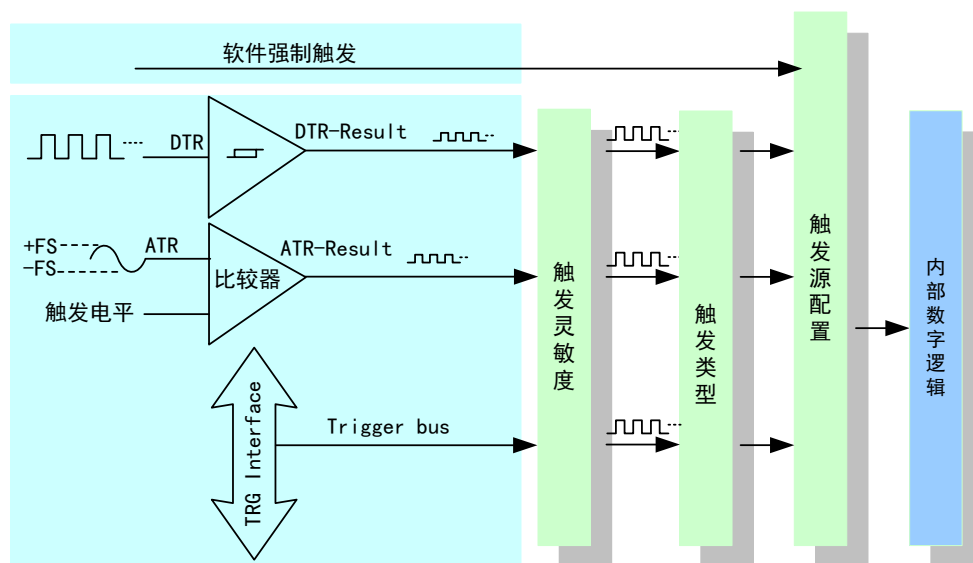 软件强制触发
DTR
DTR-Result
+FS
-FS
ATR
ATR-Result
比较器
触发电平
TRG Interface
Trigger bus
触发灵敏度
触发类型
触发源配置
内部数字逻辑